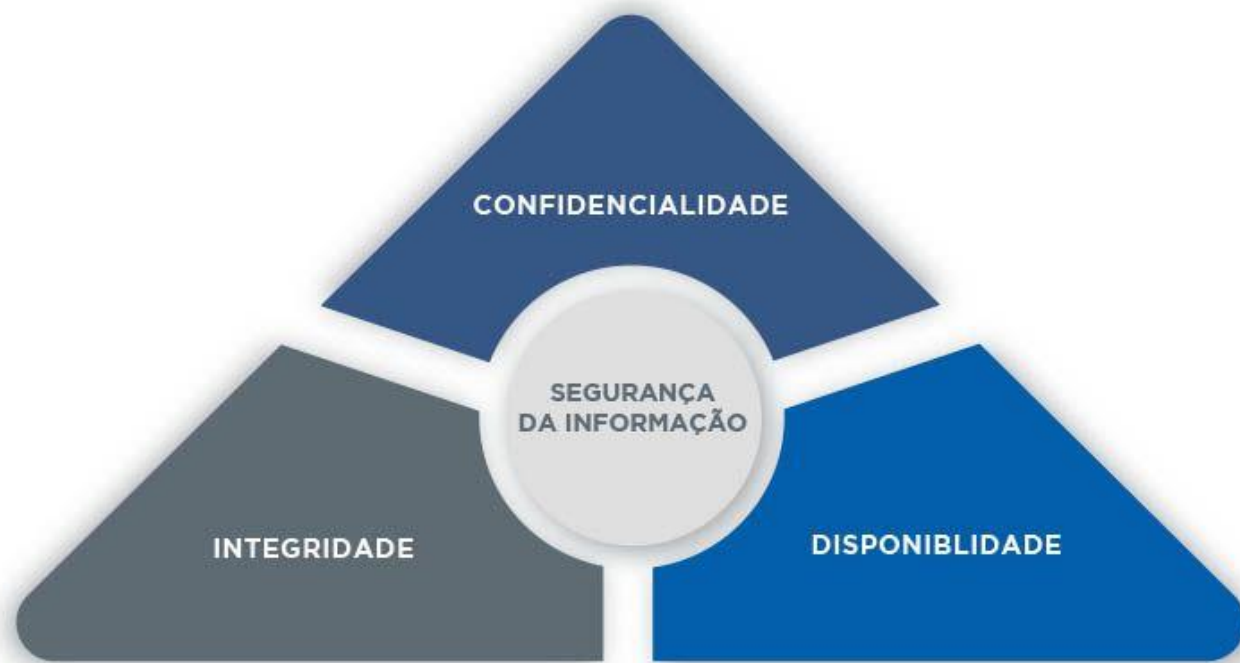 CONFIDENCIALIDADE
SEGURANÇA
DA INFORMAÇÃO
INTEGRIDADE
DISPONIBLIDADE